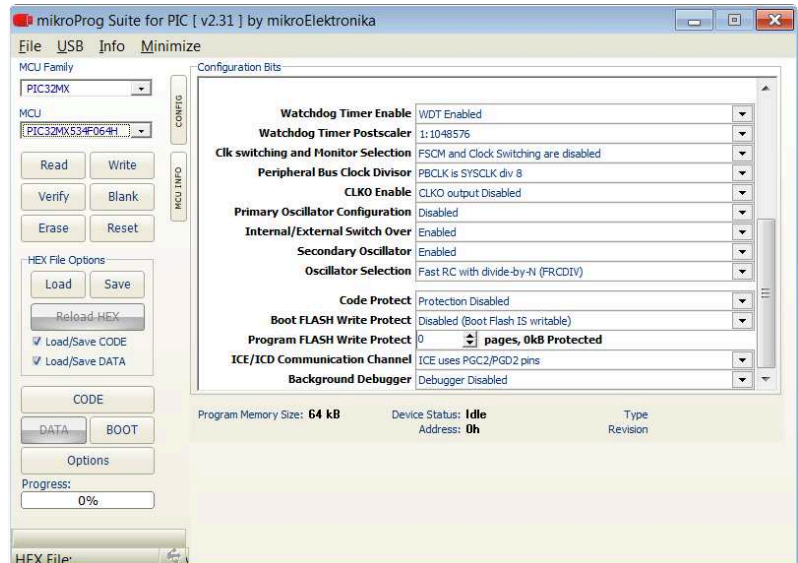 mikroProg Suite for PIC [ v2.31 ] by mikroElektronika
File USB Info Minimize
MCU Family
PIC32MX
MCU
PIC32MX534F064H
Read Write
Verify Blank
Erase Reset
HEX File Options
Load Save
Reload HEX
Load/Save CODE
Load/Save DATA
CODE
DATA BOOT
Options
Progress:
0%
HEX File:
CONFIG
MCU INFO
Configuration Bits
Watchdog Timer Enable WDT Enabled
Watchdog Timer Postscaler 1:1048576
Clk switching and Monitor Selection FSCM and Clock Switching are disabled
Peripheral Bus Clock Divisor PBCLK is SYSCLK div 8
CLKO Enable CLKO output Disabled
Primary Oscillator Configuration Disabled
Internal/External Switch Over Enabled
Secondary Oscillator Enabled
Oscillator Selection Fast RC with divide-by-N (FRCDIV)
Code Protect Protection Disabled
Boot FLASH Write Protect Disabled (Boot Flash IS writable)
Program FLASH Write Protect 0 pages, 0kB Protected
ICE/ICD Communication Channel ICE uses PGC2/PGD2 pins
Background Debugger Debugger Disabled
Program Memory Size: 64 kB Device Status: Idle Type
Address: 0h Revision